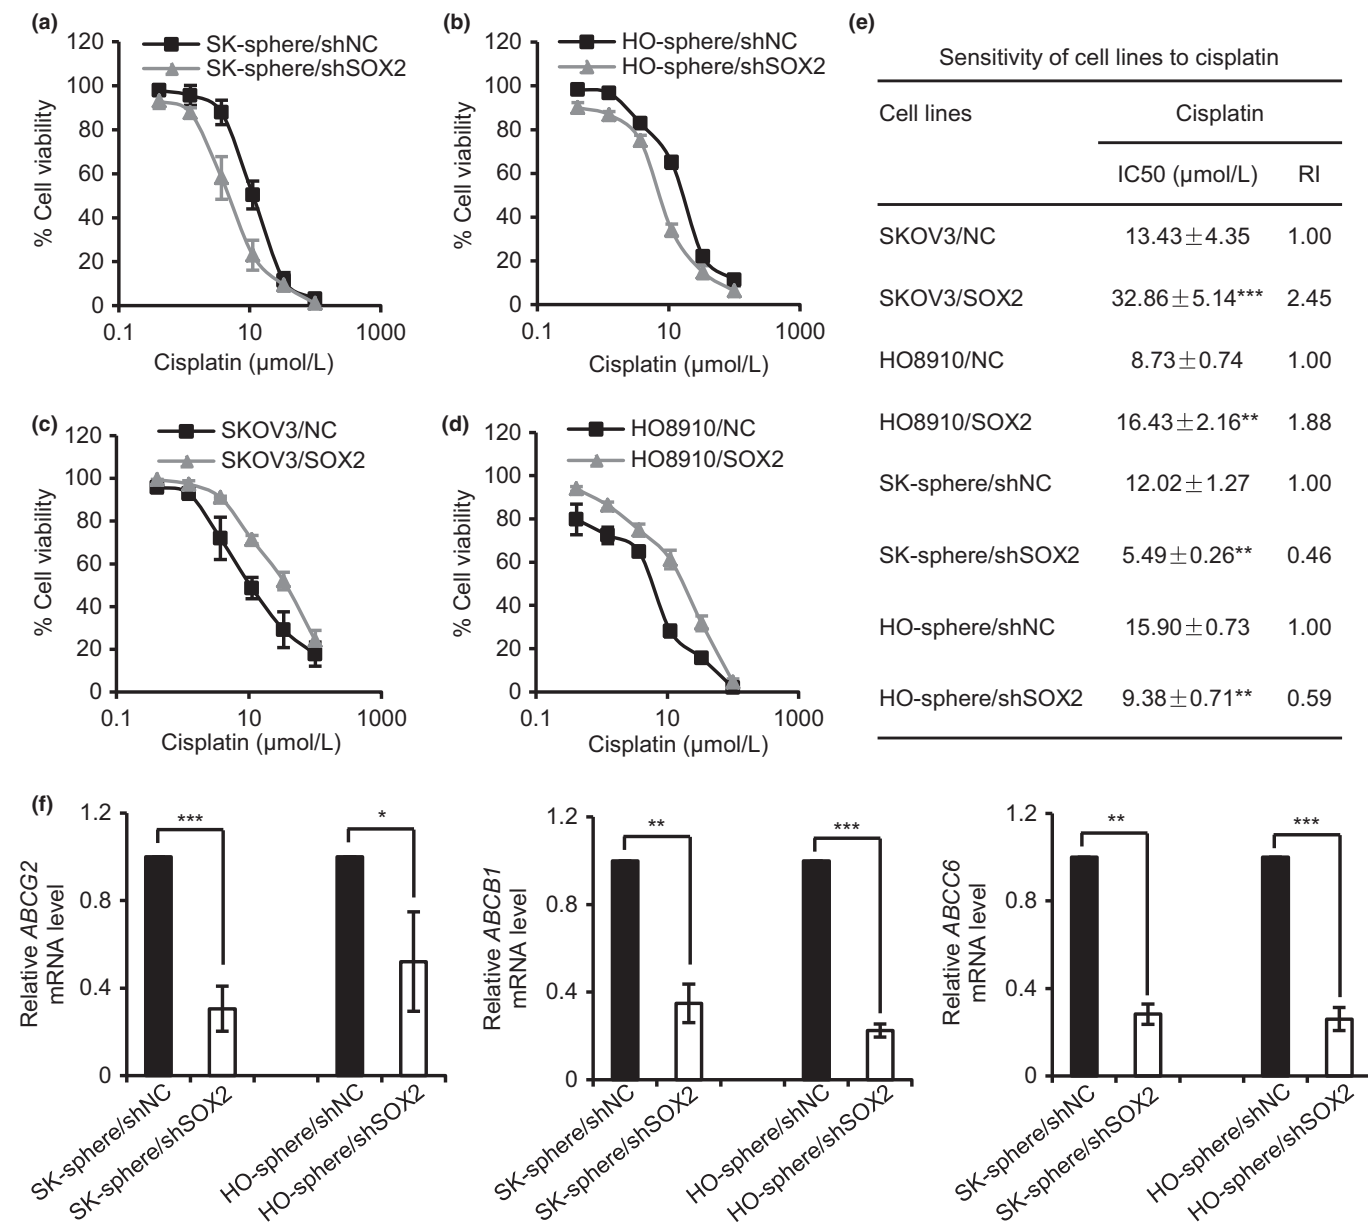 (a)
120
100
80
60
40
20
0
% Cell viability
SK-sphere/shNC
SK-sphere/shSOX2
0.1
10
1000
Cisplatin (µmol/L)
(b)
120
100
80
60
40
20
0
% Cell viability
HO-sphere/shNC
HO-sphere/shSOX2
0.1
10
1000
Cisplatin (µmol/L)
(c)
120
100
80
60
40
20
0
% Cell viability
SKOV3/NC
SKOV3/SOX2
0.1
10
1000
Cisplatin (µmol/L)
(d)
120
100
80
60
40
20
0
% Cell viability
HO8910/NC
HO8910/SOX2
0.1
10
1000
Cisplatin (µmol/L)
(e)
Sensitivity of cell lines to cisplatin
Cell lines Cisplatin
IC50 (µmol/L) RI
SKOV3/NC 13.43±4.35 1.00
SKOV3/SOX2 32.86±5.14*** 2.45
HO8910/NC 8.73±0.74 1.00
HO8910/SOX2 16.43±2.16** 1.88
SK-sphere/shNC 12.02±1.27 1.00
SK-sphere/shSOX2 5.49±0.26** 0.46
HO-sphere/shNC 15.90±0.73 1.00
HO-sphere/shSOX2 9.38±0.71** 0.59
(f)
1.2
0.8
0.4
0
Relative ABCG2
mRNA level
***
*
SK-sphere/shNC
SK-sphere/shSOX2
HO-sphere/shNC
HO-sphere/shSOX2
1.2
0.8
0.4
0
Relative ABCB1
mRNA level
**
***
SK-sphere/shNC
SK-sphere/shSOX2
HO-sphere/shNC
HO-sphere/shSOX2
1.2
0.8
0.4
0
Relative ABCC6
mRNA level
**
***
SK-sphere/shNC
SK-sphere/shSOX2
HO-sphere/shNC
HO-sphere/shSOX2